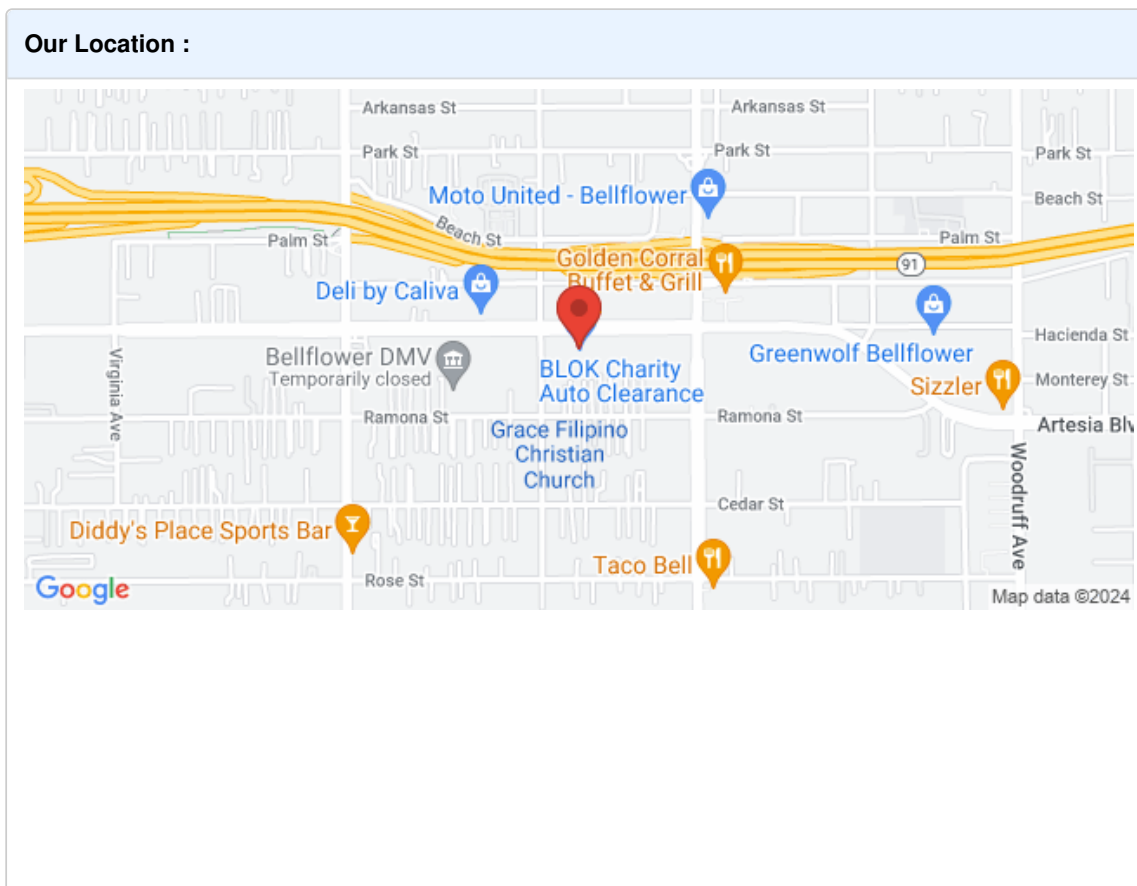 Our Location :
Arkansas St
Arkansas St
Park St
Park St
Park St
Moto United - Bellflower
Beach St
Beach St
Palm St
Palm St
Golden Corral
Buffet & Grill
91
Deli by Caliva
Hacienda St
Bellflower DMV
Temporarily closed
Virginia Ave
BLOK Charity
Auto Clearance
Greenwolf Bellflower
Sizzler
Monterey St
Ramona St
Ramona St
Artesia Blv
Grace Filipino
Christian
Church
Woodruff Ave
Cedar St
Diddy's Place Sports Bar
Taco Bell
Rose St
Google
Map data ©2024